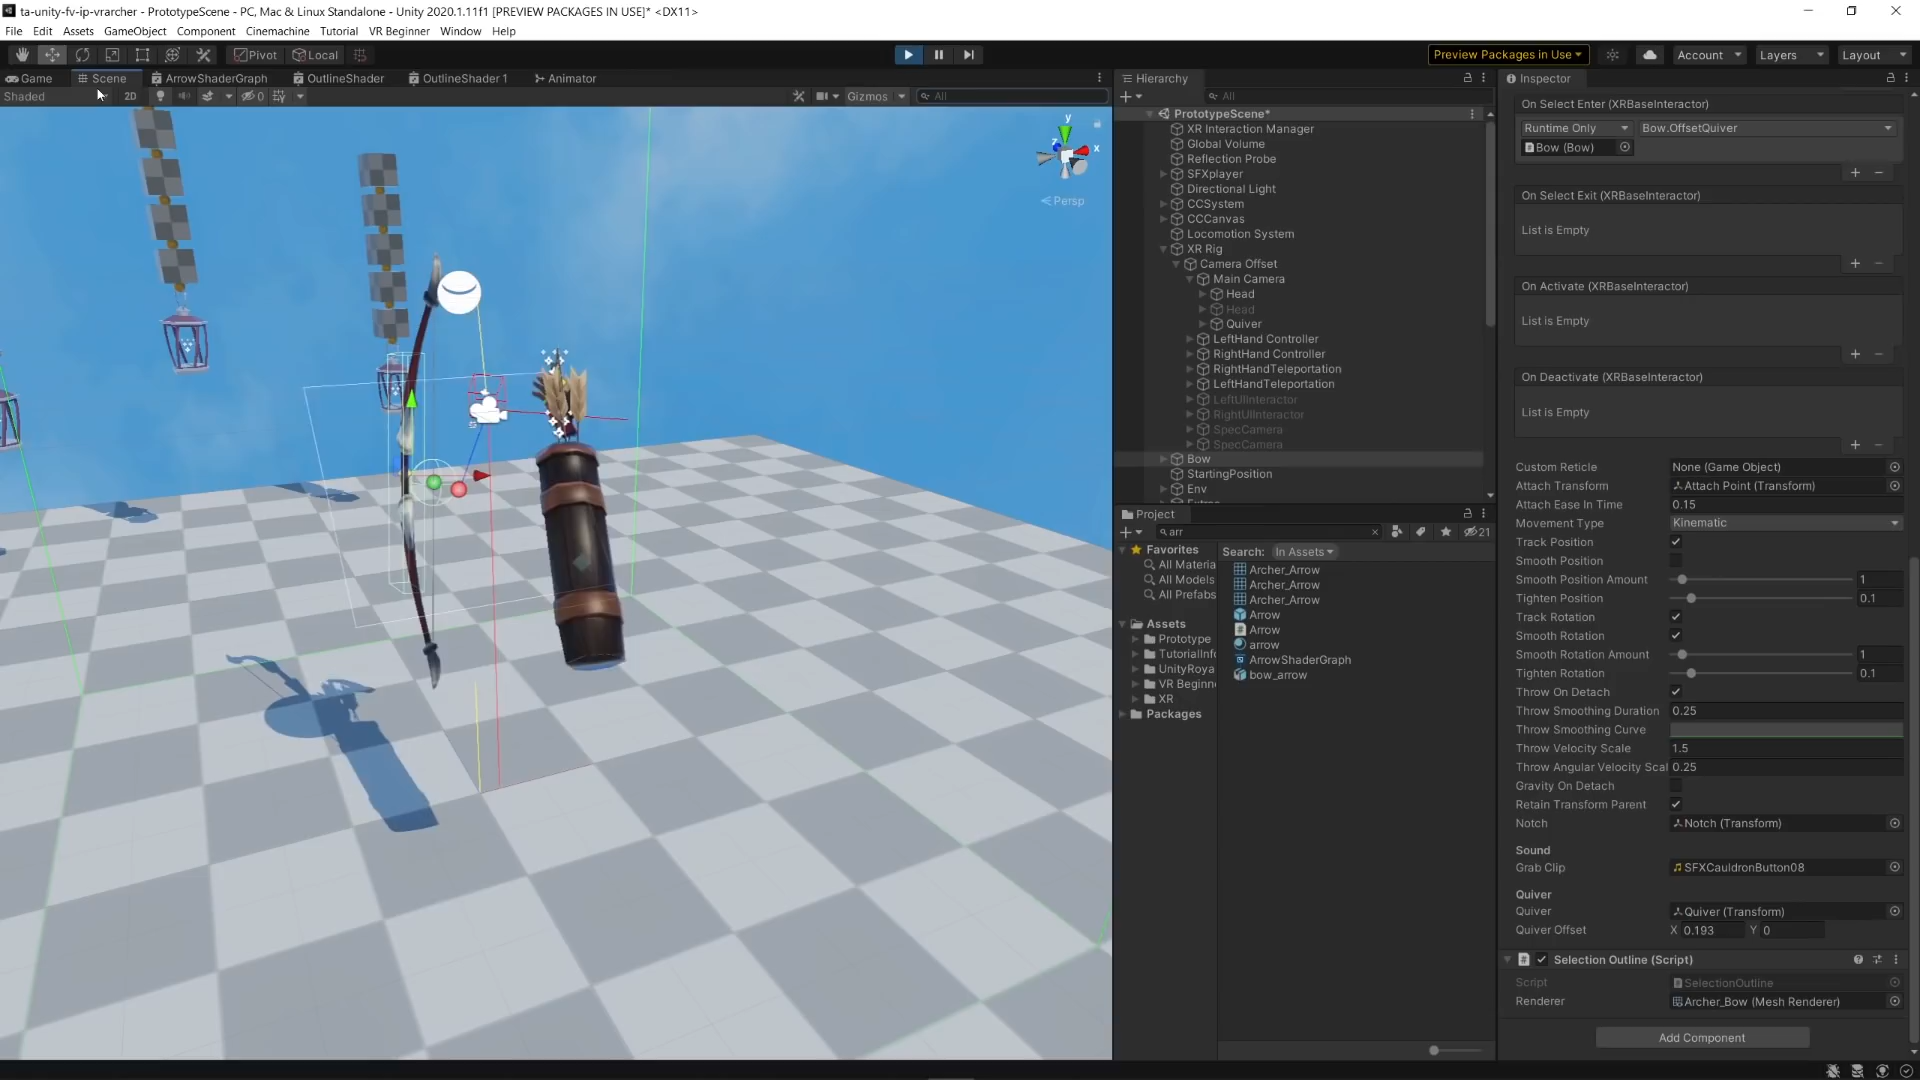 ta-unity-fv-ip-vrarcher - PrototypeScene - PC, Mac & Linux Standalone - Unity 2020.1.11f1 [PREVIEW PACKAGES IN USE]* <DX11>
File Edit Assets GameObject Component Cinemachine Tutorial VR Beginner Window Help
Pivot Local Preview Packages in Use Account Layers Layout
Game Scene ArrowShaderGraph OutlineShader OutlineShader 1 Animator
Shaded 2D 0 Gizmos All
y
x
Persp
Hierarchy
All
PrototypeScene*
XR Interaction Manager
Global Volume
Reflection Probe
SFXplayer
Directional Light
CCSystem
CCCanvas
Locomotion System
XR Rig
Camera Offset
Main Camera
Head
Head
Quiver
LeftHand Controller
RightHand Controller
RightHandTeleportation
LeftHandTeleportation
LeftUIInteractor
RightUIInteractor
SpecCamera
SpecCamera
Bow
StartingPosition
Env
Project
arr 21
Favorites
All Materia
All Models
All Prefabs
Assets
Prototype
TutorialInfo
UnityRoya
VR Beginn
XR
Packages
Search: In Assets
Archer_Arrow
Archer_Arrow
Archer_Arrow
Arrow
Arrow
arrow
ArrowShaderGraph
bow_arrow
Inspector
On Select Enter (XRBaseInteractor)
Runtime Only Bow.OffsetQuiver
Bow (Bow)
On Select Exit (XRBaseInteractor)
List is Empty
On Activate (XRBaseInteractor)
List is Empty
On Deactivate (XRBaseInteractor)
List is Empty
Custom Reticle None (Game Object)
Attach Transform Attach Point (Transform)
Attach Ease In Time 0.15
Movement Type Kinematic
Track Position
Smooth Position
Smooth Position Amount 1
Tighten Position 0.1
Track Rotation
Smooth Rotation
Smooth Rotation Amount 1
Tighten Rotation 0.1
Throw On Detach
Throw Smoothing Duration 0.25
Throw Smoothing Curve
Throw Velocity Scale 1.5
Throw Angular Velocity Scal 0.25
Gravity On Detach
Retain Transform Parent
Notch Notch (Transform)
Sound
Grab Clip SFXCauldronButton08
Quiver
Quiver Quiver (Transform)
Quiver Offset X 0.193 Y 0
Selection Outline (Script)
Script SelectionOutline
Renderer Archer_Bow (Mesh Renderer)
Add Component